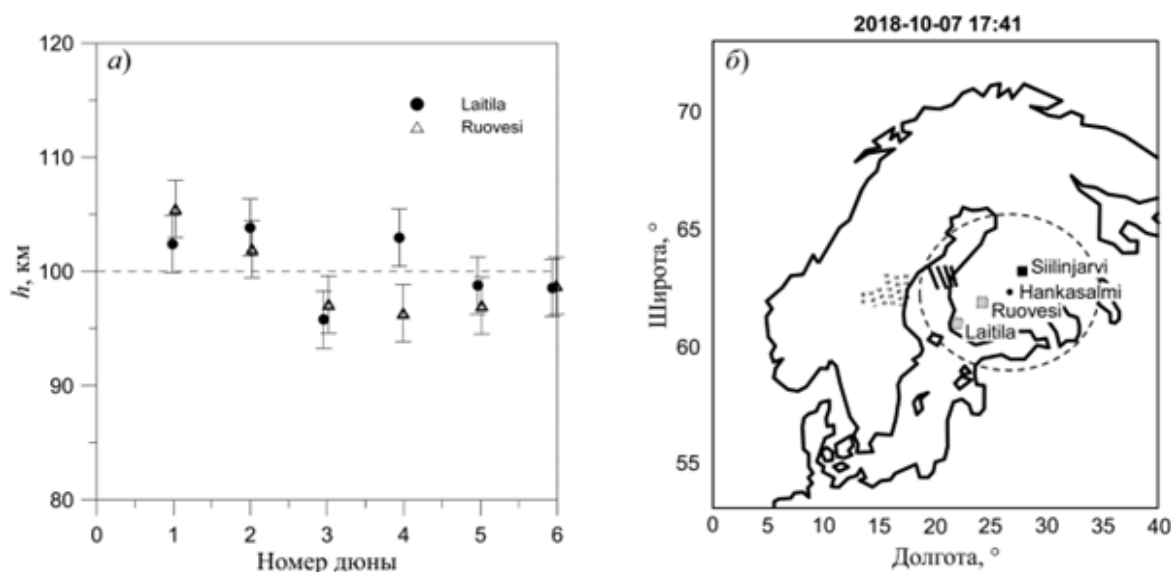 а)
Laitila
Ruovesi
120
110
100
90
80
h, км
0 1 2 3 4 5 6
Номер дюны
2018-10-07 17:41
б)
70
65
60
55
Широта, °
Siilinjarvi
Hankasalmi
Ruovesi
Laitila
0 5 10 15 20 25 30 35 40
Долгота, °